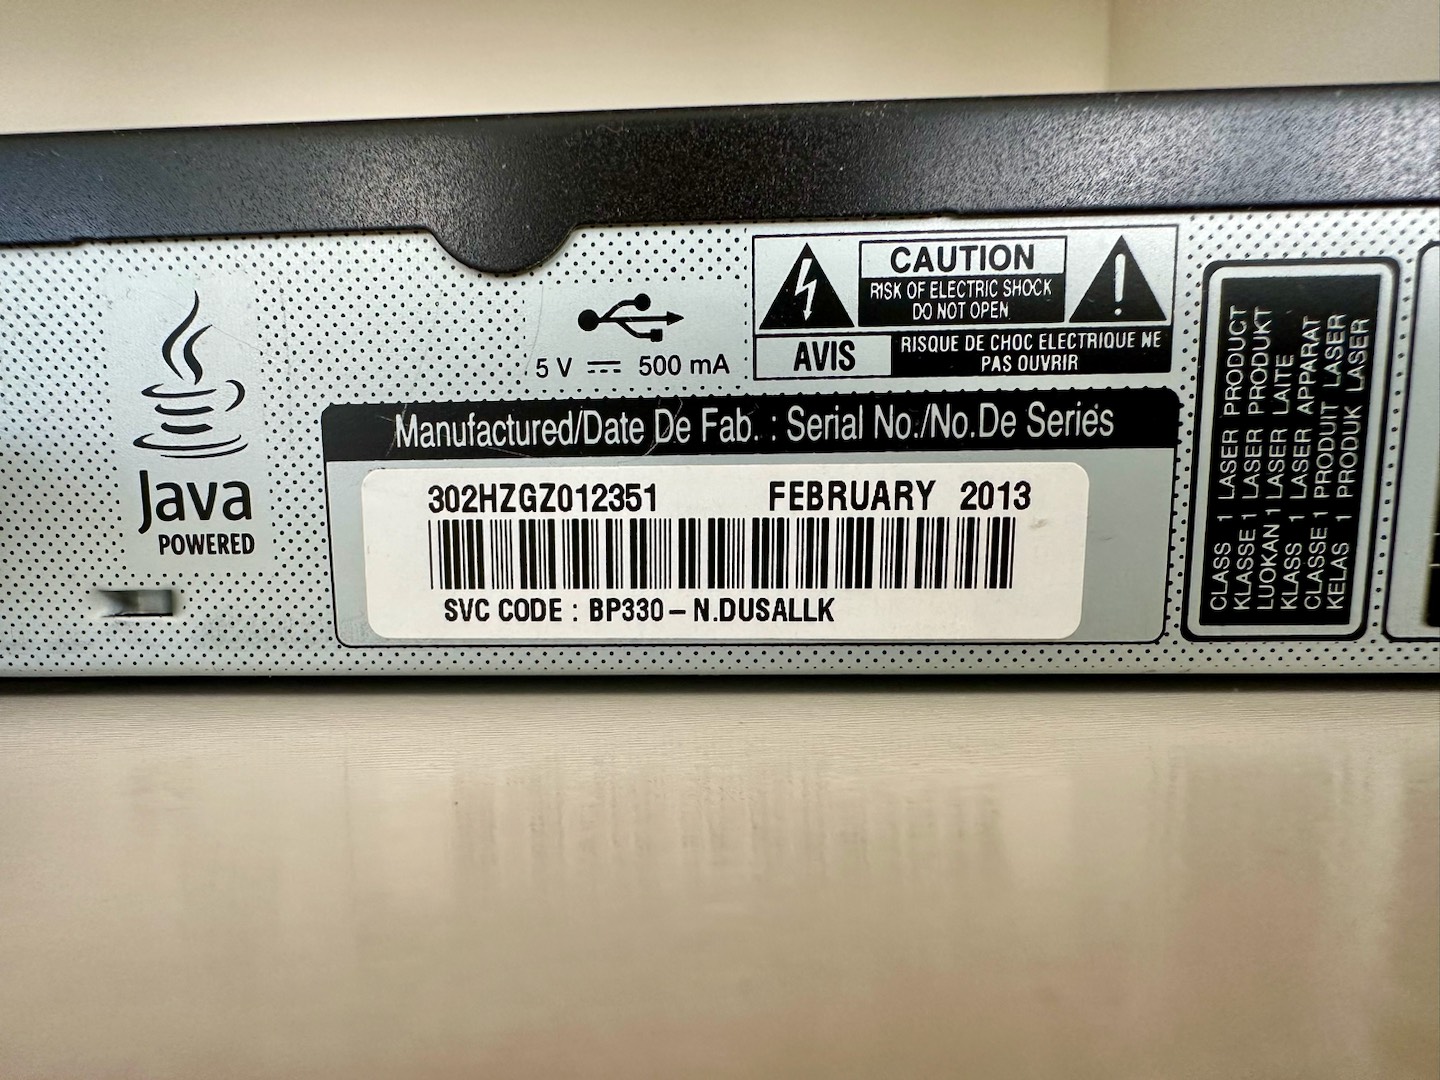 Java
POWERED
5 V 500 mA
CAUTION
RISK OF ELECTRIC SHOCK
DO NOT OPEN
AVIS
RISQUE DE CHOC ELECTRIQUE NE
PAS OUVRIR
Manufactured/Date De Fab. : Serial No./No.De Series
302HZGZ012351 FEBRUARY 2013
SVC CODE : BP330 – N.DUSALLK
CLASS 1 LASER PRODUCT
KLASSE 1 LASER PRODUKT
LUOKAN 1 LASER LAITE
KLASS 1 LASER APPARAT
CLASSE 1 PRODUIT LASER
KELAS 1 PRODUK LASER